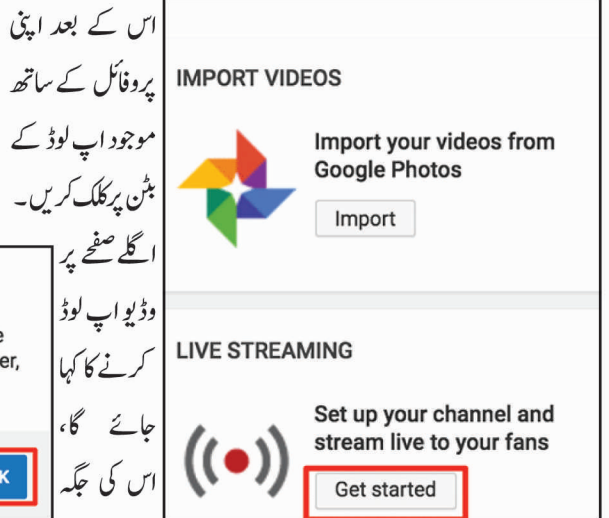 اس کے بعد اپنی
پروفائل کے ساتھ
موجود اپ لوڈ کے
بٹن پر کلک کریں۔
اگلے صفحے پر
وڈیو اپ لوڈ
کرنے کا کہا
جائے گا،
اس کی جگہ
IMPORT VIDEOS
Import your videos from
Google Photos
Import
LIVE STREAMING
Set up your channel and
stream live to your fans
Get started
er,
K